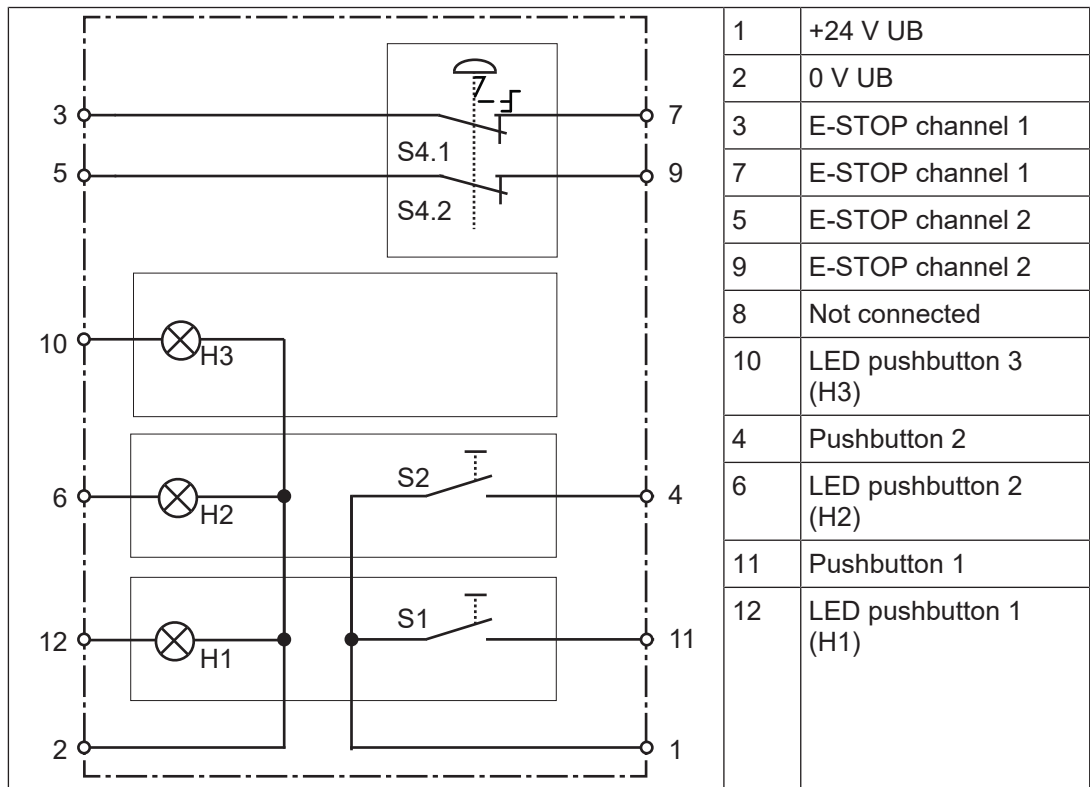 3
7
S4.1
5
9
S4.2
10
H3
6
H2
S2
4
12
H1
S1
11
2
1
1 +24 V UB
2 0 V UB
3 E-STOP channel 1
7 E-STOP channel 1
5 E-STOP channel 2
9 E-STOP channel 2
8 Not connected
10 LED pushbutton 3
(H3)
4 Pushbutton 2
6 LED pushbutton 2
(H2)
11 Pushbutton 1
12 LED pushbutton 1
(H1)